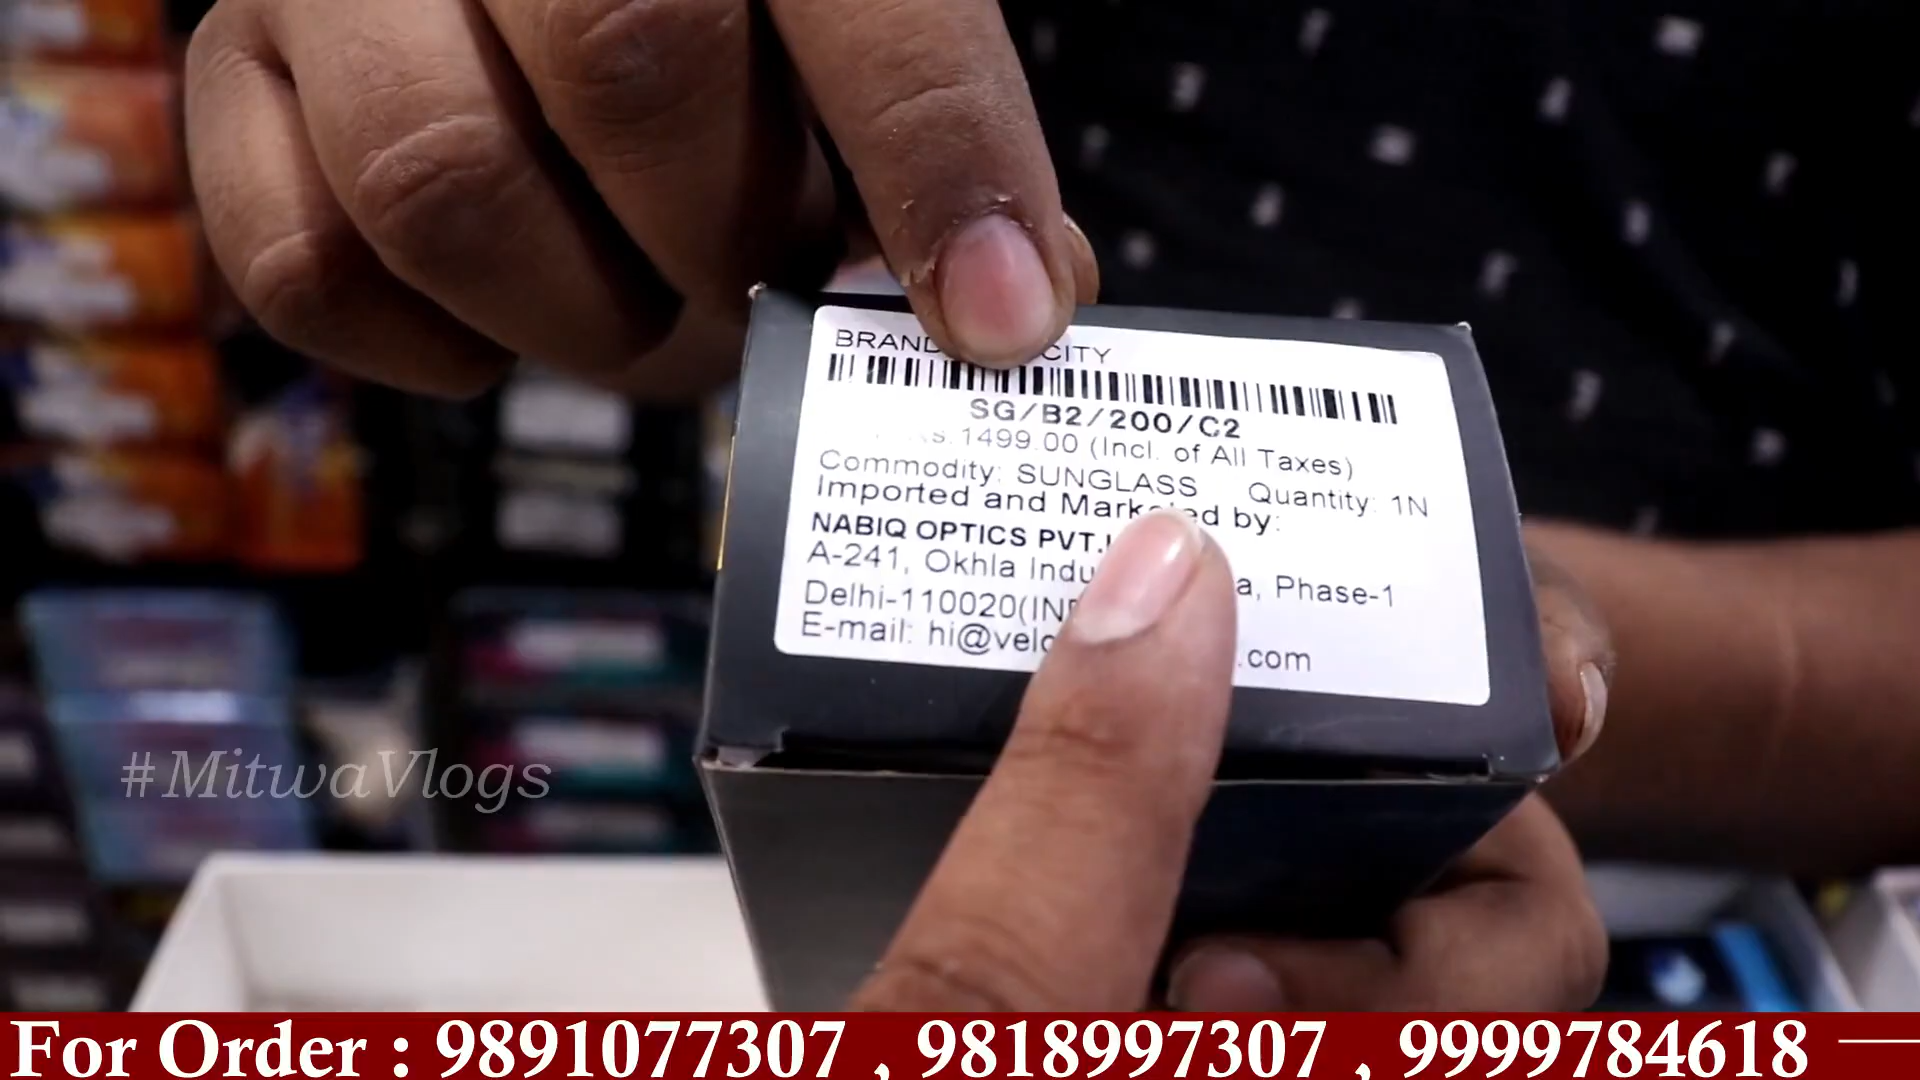 BRAND CITY
SG/B2/200/C2
Rs.1499.00 (Incl. of All Taxes)
Commodity: SUNGLASS Quantity: 1N
Imported and Marketed by:
NABIQ OPTICS PVT.
A-241, Okhla Indu a, Phase-1
Delhi-110020(IN
E-mail: hi@velo .com
#MitwaVlogs
For Order : 9891077307 , 9818997307 , 9999784618